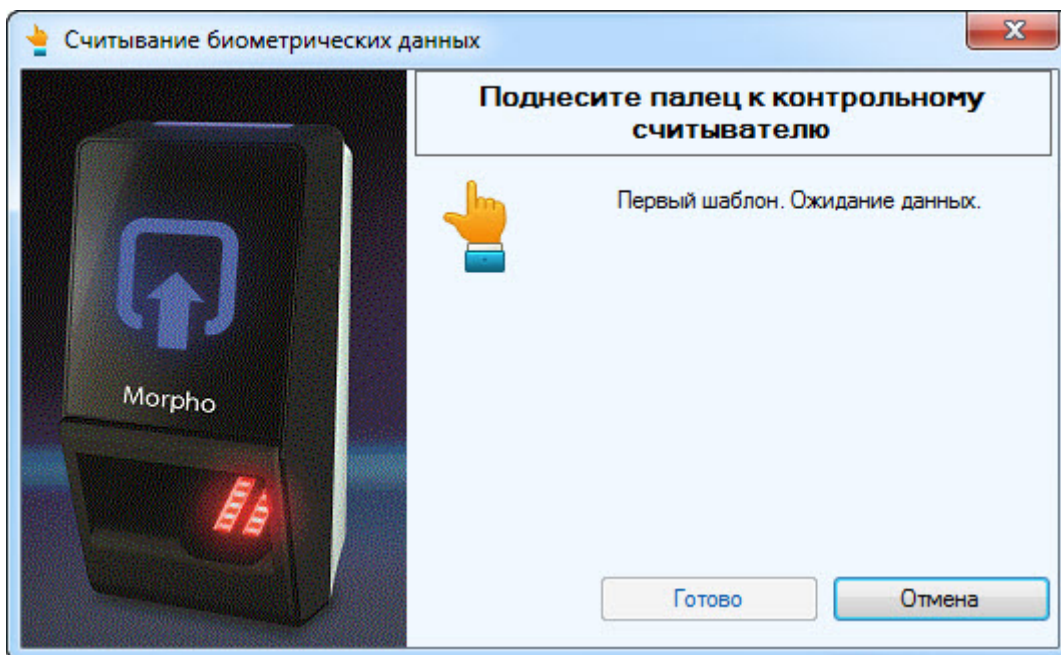 Считывание биометрических данных
Поднесите палец к контрольному
считывателю
Первый шаблон. Ожидание данных.
Morpho
Готово
Отмена